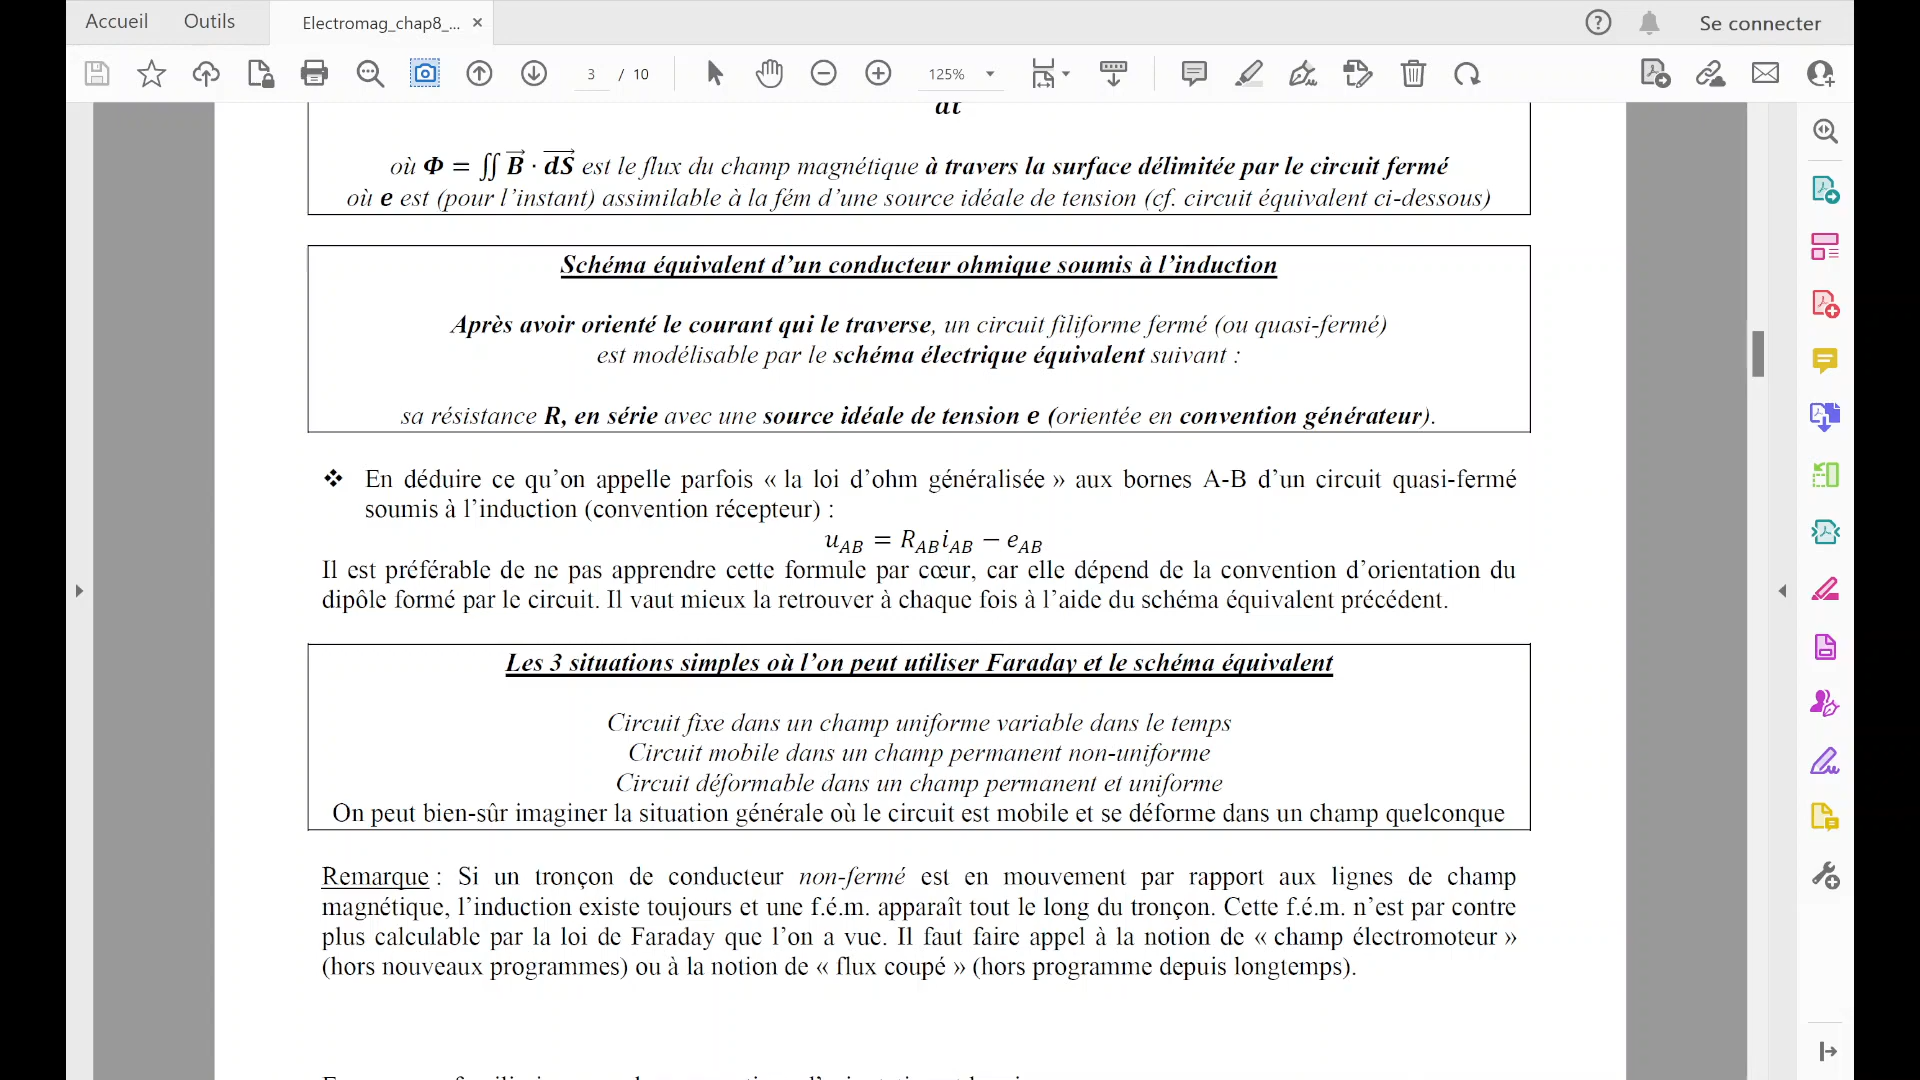 Accueil Outils Electromag_chap8_... × Se connecter
3 / 10 125%
dt
où Φ = ∬ B⃗ · dS⃗ est le flux du champ magnétique à travers la surface délimitée par le circuit fermé
où e est (pour l’instant) assimilable à la fém d’une source idéale de tension (cf. circuit équivalent ci-dessous)
Schéma équivalent d’un conducteur ohmique soumis à l’induction
Après avoir orienté le courant qui le traverse, un circuit filiforme fermé (ou quasi-fermé)
est modélisable par le schéma électrique équivalent suivant :
sa résistance R, en série avec une source idéale de tension e (orientée en convention générateur).
❖ En déduire ce qu’on appelle parfois « la loi d’ohm généralisée » aux bornes A-B d’un circuit quasi-fermé
soumis à l’induction (convention récepteur) :
u_AB = R_AB i_AB − e_AB
Il est préférable de ne pas apprendre cette formule par cœur, car elle dépend de la convention d’orientation du
dipôle formé par le circuit. Il vaut mieux la retrouver à chaque fois à l’aide du schéma équivalent précédent.
Les 3 situations simples où l’on peut utiliser Faraday et le schéma équivalent
Circuit fixe dans un champ uniforme variable dans le temps
Circuit mobile dans un champ permanent non-uniforme
Circuit déformable dans un champ permanent et uniforme
On peut bien-sûr imaginer la situation générale où le circuit est mobile et se déforme dans un champ quelconque
Remarque : Si un tronçon de conducteur non-fermé est en mouvement par rapport aux lignes de champ
magnétique, l’induction existe toujours et une f.é.m. apparaît tout le long du tronçon. Cette f.é.m. n’est par contre
plus calculable par la loi de Faraday que l’on a vue. Il faut faire appel à la notion de « champ électromoteur »
(hors nouveaux programmes) ou à la notion de « flux coupé » (hors programme depuis longtemps).